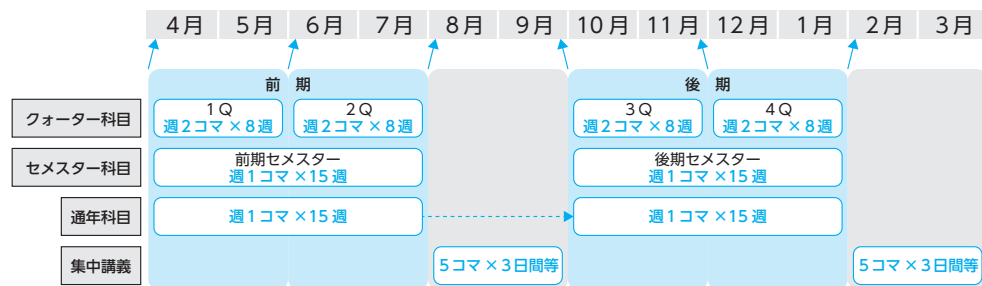 4月 5月 6月 7月 8月 9月 10月 11月 12月 1月 2月 3月
前期 後期
クォーター科目
1Q
週2コマ×8週
2Q
週2コマ×8週
3Q
週2コマ×8週
4Q
週2コマ×8週
セメスター科目
前期セメスター
週1コマ×15週
後期セメスター
週1コマ×15週
通年科目
週1コマ×15週
週1コマ×15週
集中講義
5コマ×3日間等
5コマ×3日間等